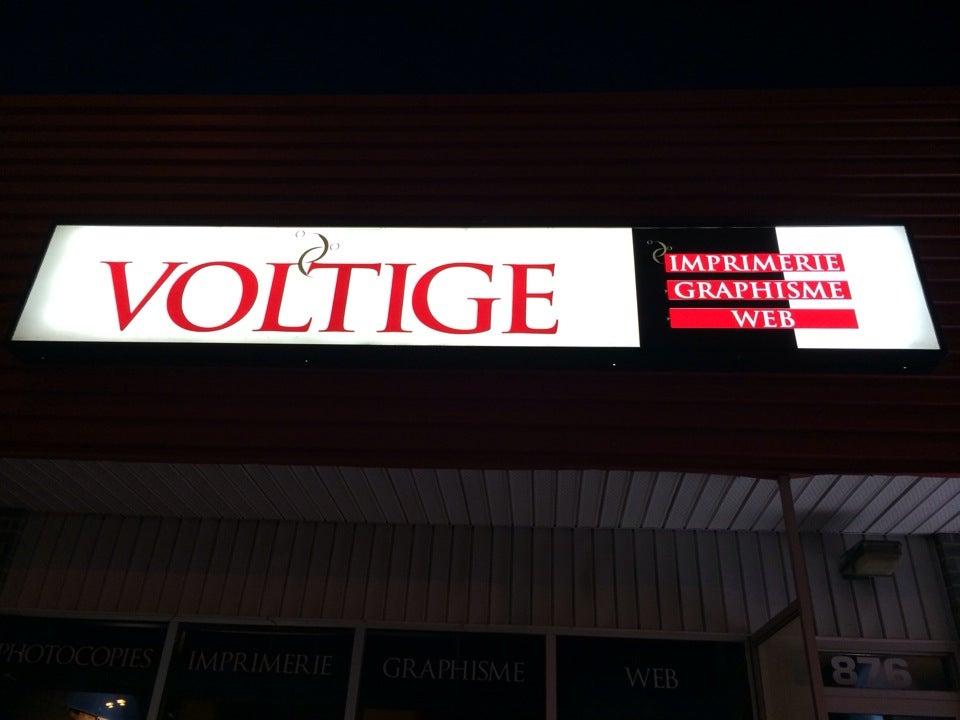 VOLTIGE
IMPRIMERIE
GRAPHISME
WEB
PHOTOCOPIES
IMPRIMERIE
GRAPHISME
WEB
876